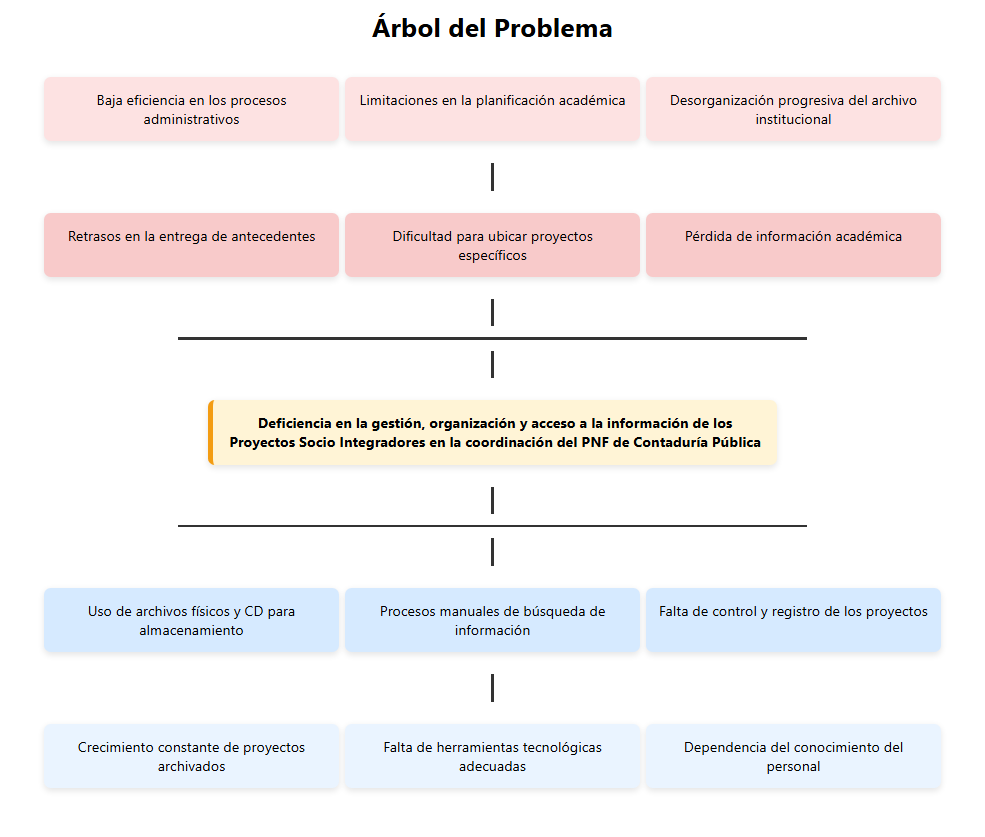 Árbol del Problema
Baja eficiencia en los procesos
administrativos
Limitaciones en la planificación académica
Desorganización progresiva del archivo
institucional
Retrasos en la entrega de antecedentes
Dificultad para ubicar proyectos
específicos
Pérdida de información académica
Deficiencia en la gestión, organización y acceso a la información de los
Proyectos Socio Integradores en la coordinación del PNF de Contaduría Pública
Uso de archivos físicos y CD para
almacenamiento
Procesos manuales de búsqueda de
información
Falta de control y registro de los proyectos
Crecimiento constante de proyectos
archivados
Falta de herramientas tecnológicas
adecuadas
Dependencia del conocimiento del
personal